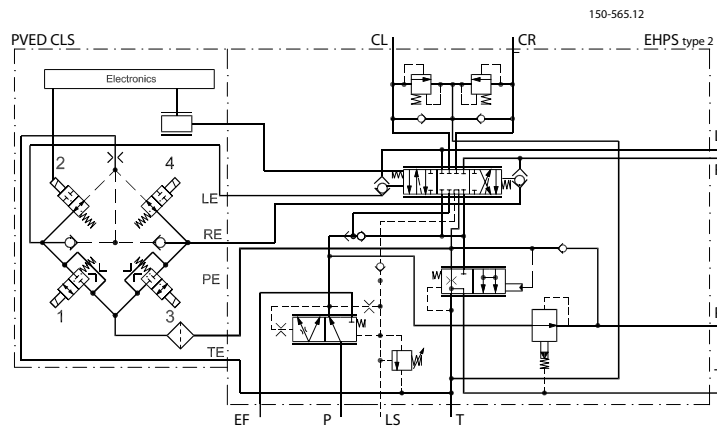 150-565.12
PVED CLS
CL
CR
EHPS type 2
Electronics
2
4
LE
RE
PE
1
3
TE
EF
P
LS
T